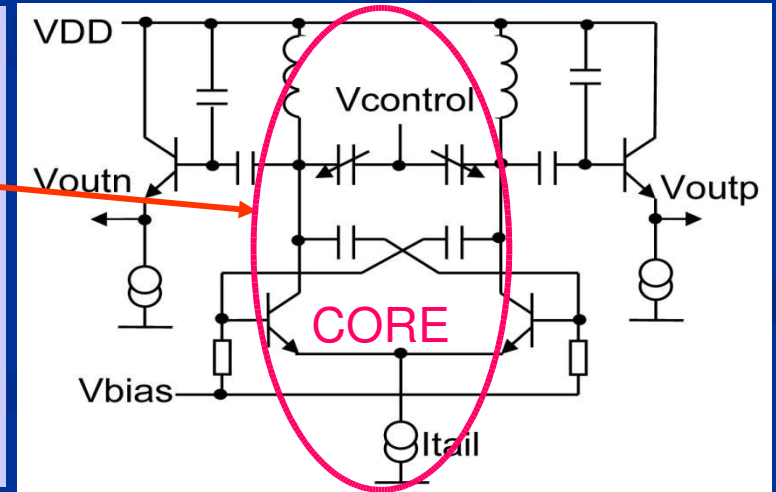 VDD
Vcontrol
Voutn
Voutp
CORE
Vbias
Itail